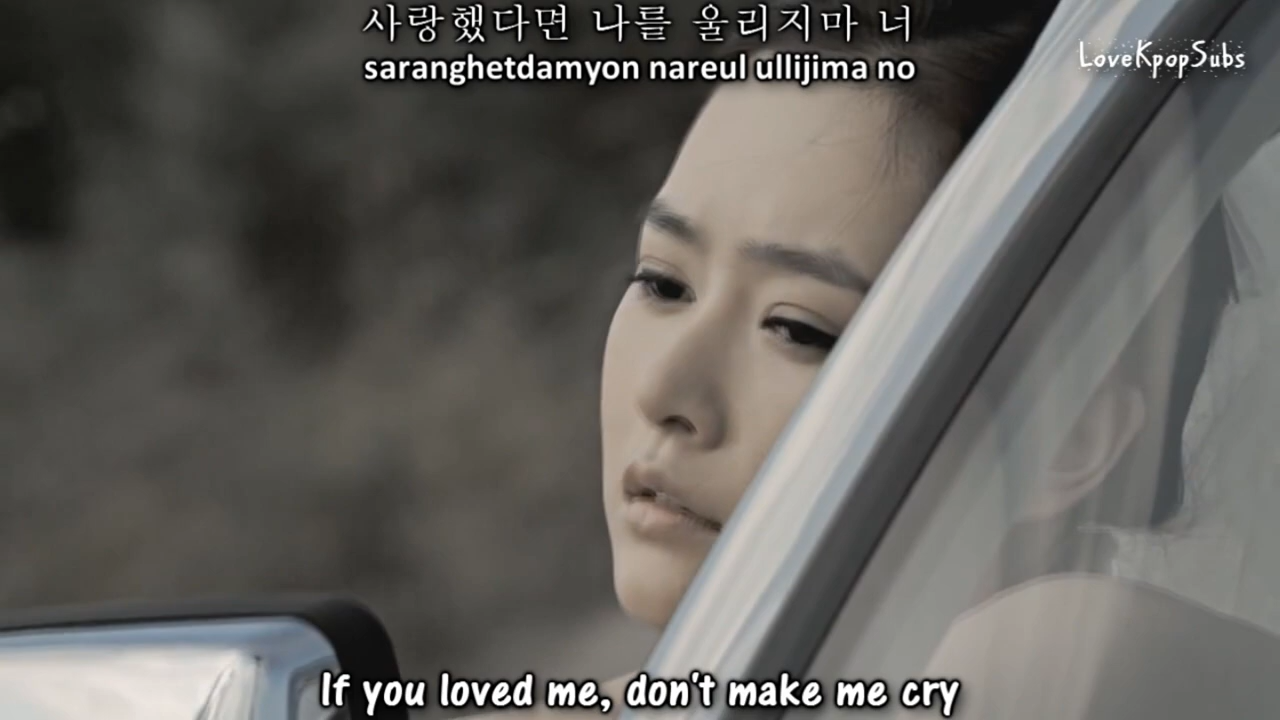 사랑했다면 나를 울리지마 너
saranghetdamyon nareul ullijima no
LoveKpopSubs
If you loved me, don't make me cry